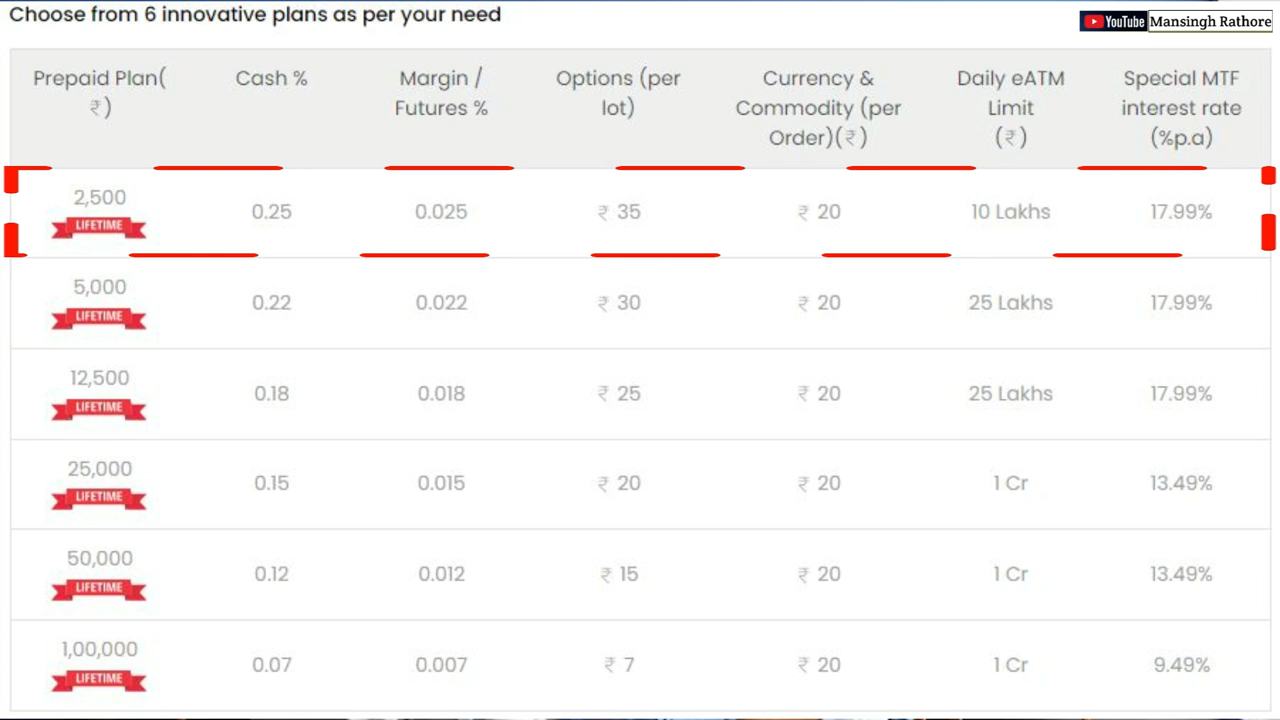 Choose from 6 innovative plans as per your need
YouTube Mansingh Rathore
Prepaid Plan( ₹) Cash % Margin / Futures % Options (per lot) Currency & Commodity (per Order)(₹) Daily eATM Limit (₹) Special MTF interest rate (%p.a)
2,500 LIFETIME 0.25 0.025 ₹ 35 ₹ 20 10 Lakhs 17.99%
5,000 LIFETIME 0.22 0.022 ₹ 30 ₹ 20 25 Lakhs 17.99%
12,500 LIFETIME 0.18 0.018 ₹ 25 ₹ 20 25 Lakhs 17.99%
25,000 LIFETIME 0.15 0.015 ₹ 20 ₹ 20 1 Cr 13.49%
50,000 LIFETIME 0.12 0.012 ₹ 15 ₹ 20 1 Cr 13.49%
1,00,000 LIFETIME 0.07 0.007 ₹ 7 ₹ 20 1 Cr 9.49%